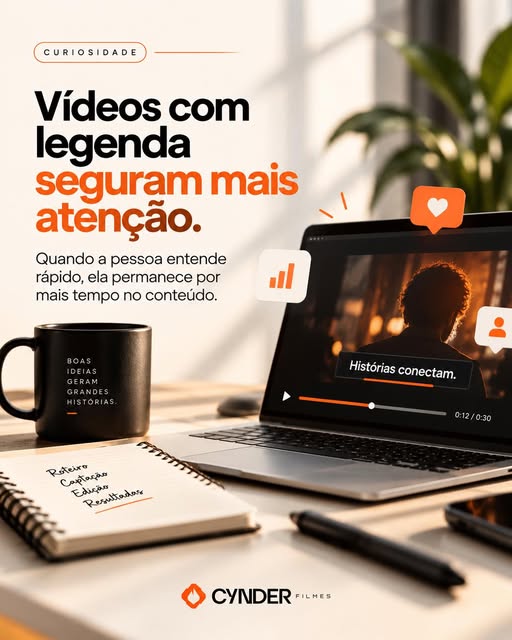 CURIOSIDADE
Vídeos com
legenda
seguram mais
atenção.
Quando a pessoa entende
rápido, ela permanece por
mais tempo no conteúdo.
BOAS
IDEIAS
GERAM
GRANDES
HISTÓRIAS.
Histórias conectam.
0:12 / 0:30
Roteiro
Captação
Edição
Resultados
CYNDER FILMES